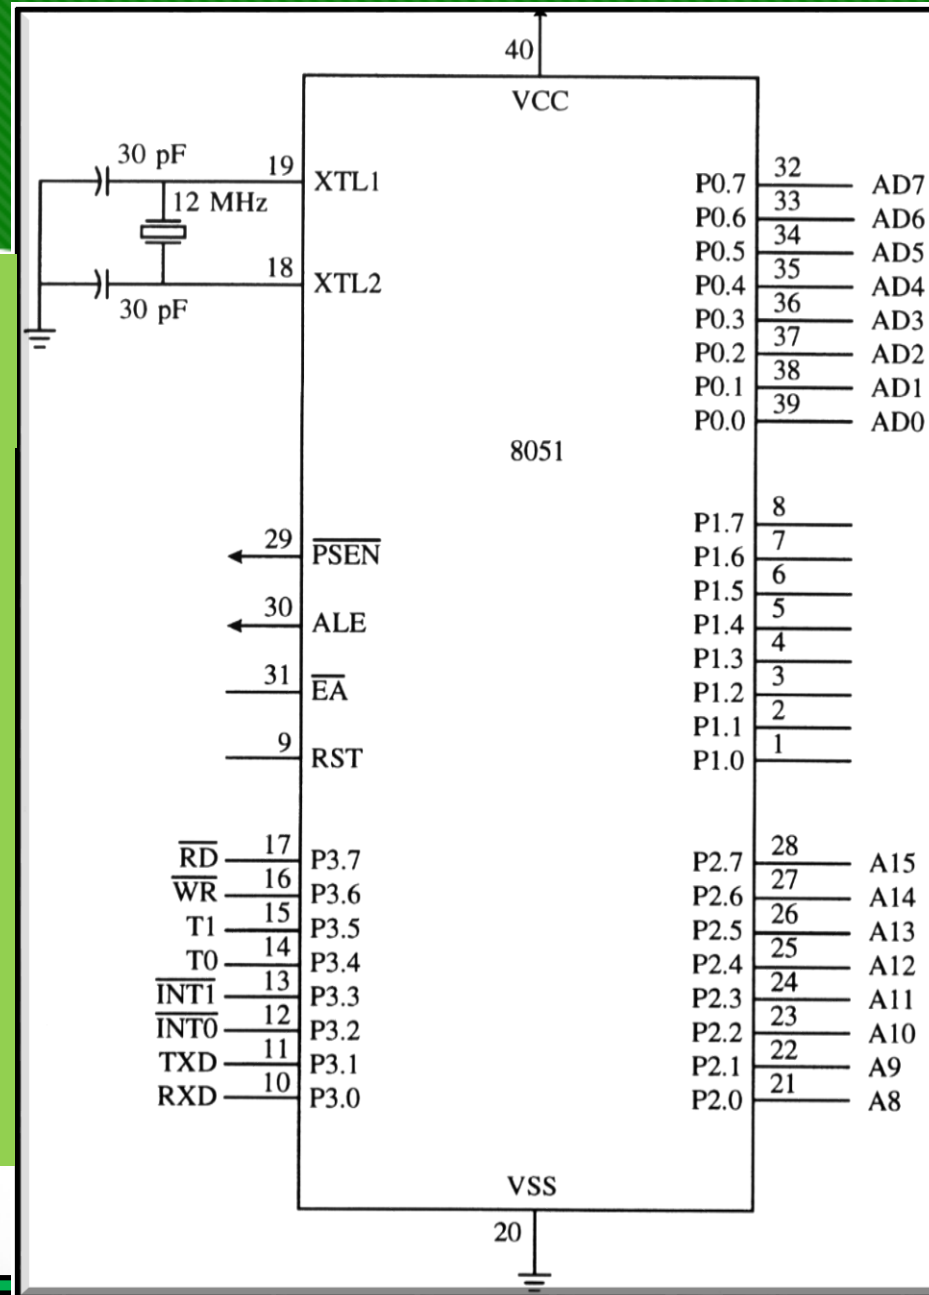 40
VCC
30 pF
19
XTL1
12 MHz
18
XTL2
30 pF
P0.7 32 AD7
P0.6 33 AD6
P0.5 34 AD5
P0.4 35 AD4
P0.3 36 AD3
P0.2 37 AD2
P0.1 38 AD1
P0.0 39 AD0
8051
29 PSEN
30 ALE
31 EA
9 RST
P1.7 8
P1.6 7
P1.5 6
P1.4 5
P1.3 4
P1.2 3
P1.1 2
P1.0 1
RD 17 P3.7
WR 16 P3.6
T1 15 P3.5
T0 14 P3.4
INT1 13 P3.3
INT0 12 P3.2
TXD 11 P3.1
RXD 10 P3.0
P2.7 28 A15
P2.6 27 A14
P2.5 26 A13
P2.4 25 A12
P2.3 24 A11
P2.2 23 A10
P2.1 22 A9
P2.0 21 A8
VSS
20